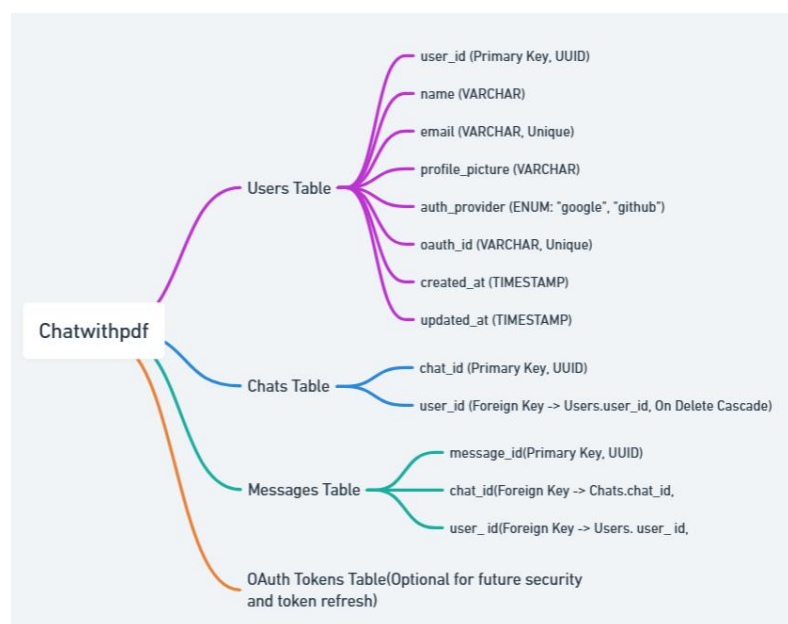 Chatwithpdf
Users Table
user_id (Primary Key, UUID)
name (VARCHAR)
email (VARCHAR, Unique)
profile_picture (VARCHAR)
auth_provider (ENUM: "google", "github")
oauth_id (VARCHAR, Unique)
created_at (TIMESTAMP)
updated_at (TIMESTAMP)
Chats Table
chat_id (Primary Key, UUID)
user_id (Foreign Key -> Users.user_id, On Delete Cascade)
Messages Table
message_id(Primary Key, UUID)
chat_id(Foreign Key -> Chats.chat_id,
user_ id(Foreign Key -> Users. user_ id,
OAuth Tokens Table(Optional for future security
and token refresh)